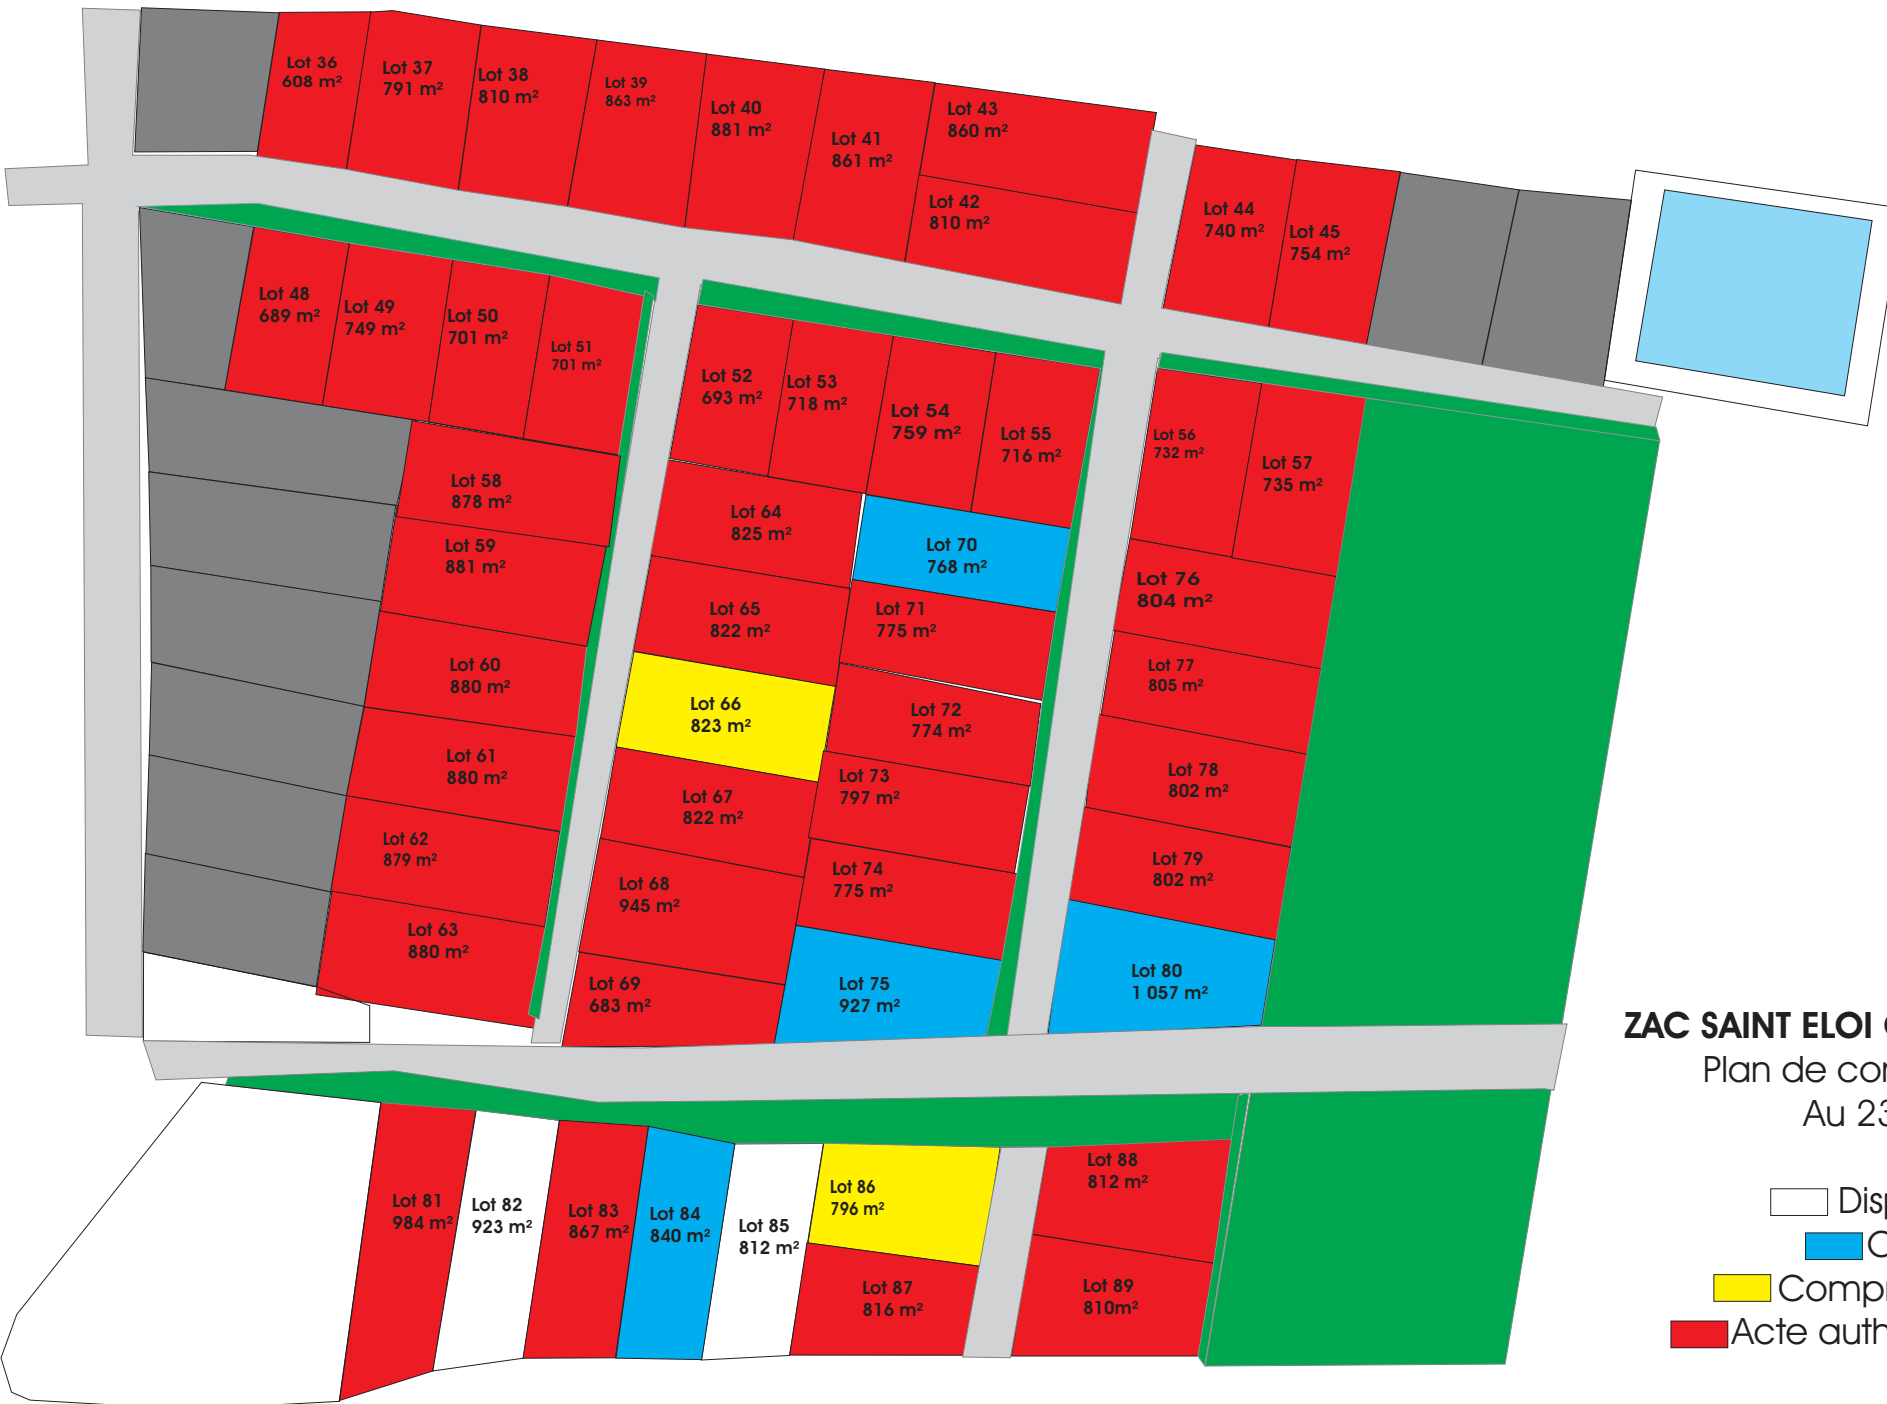 Lot 36
608 m²
Lot 37
791 m²
Lot 38
810 m²
Lot 39
863 m²
Lot 40
881 m²
Lot 41
861 m²
Lot 43
860 m²
Lot 42
810 m²
Lot 44
740 m²
Lot 45
754 m²
Lot 48
689 m²
Lot 49
749 m²
Lot 50
701 m²
Lot 51
701 m²
Lot 52
693 m²
Lot 53
718 m²
Lot 54
759 m²
Lot 55
716 m²
Lot 56
732 m²
Lot 57
735 m²
Lot 58
878 m²
Lot 59
881 m²
Lot 60
880 m²
Lot 61
880 m²
Lot 62
879 m²
Lot 63
880 m²
Lot 64
825 m²
Lot 65
822 m²
Lot 66
823 m²
Lot 67
822 m²
Lot 68
945 m²
Lot 69
683 m²
Lot 70
768 m²
Lot 71
775 m²
Lot 72
774 m²
Lot 73
797 m²
Lot 74
775 m²
Lot 75
927 m²
Lot 76
804 m²
Lot 77
805 m²
Lot 78
802 m²
Lot 79
802 m²
Lot 80
1 057 m²
Lot 81
984 m²
Lot 82
923 m²
Lot 83
867 m²
Lot 84
840 m²
Lot 85
812 m²
Lot 86
796 m²
Lot 87
816 m²
Lot 88
812 m²
Lot 89
810m²
ZAC SAINT ELOI
Plan de
Au 23
Acte